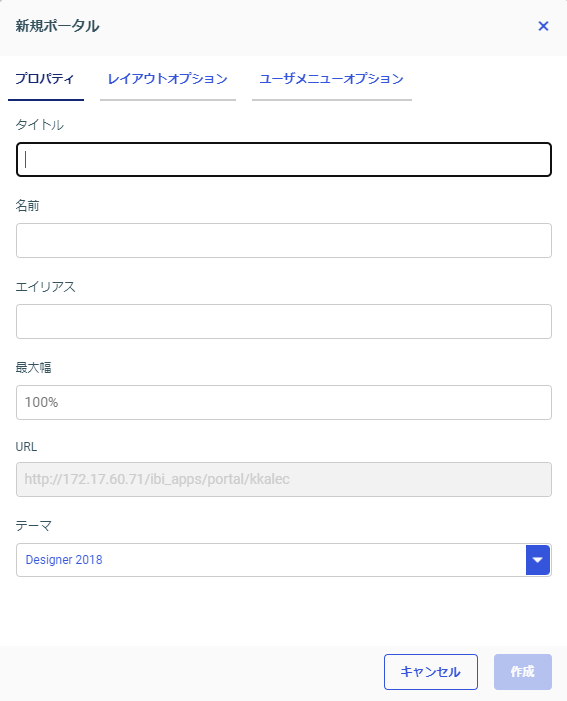 新規ポータル
プロパティ レイアウトオプション ユーザメニューオプション
タイトル
名前
エイリアス
最大幅
100%
URL
http://172.17.60.71/ibi_apps/portal/kkalec
テーマ
Designer 2018
キャンセル 作成